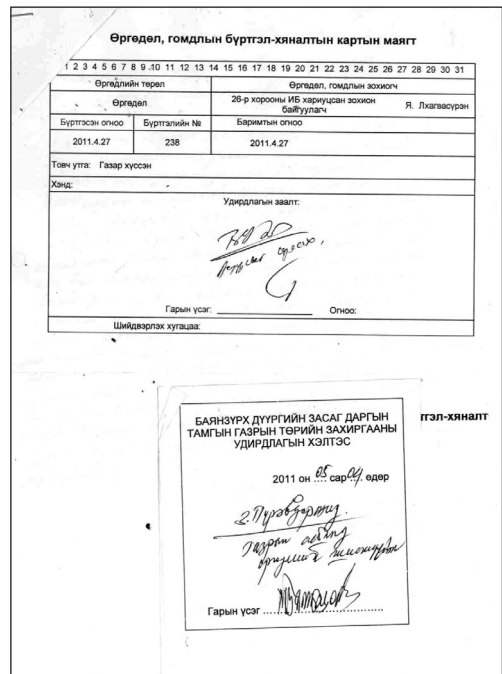 Өргөдөл, гомдлын бүртгэл-хяналтын картын маягт
1 2 3 4 5 6 7 8 9 10 11 12 13 14 15 16 17 18 19 20 21 22 23 24 25 26 27 28 29 30 31
Өргөдлийн төрөл Өргөдөл, гомдлын зохиогч
Өргөдөл 26-р хорооны ИБ хариуцсан зохион байгуулагч Я. Лхагвасүрэн
Бүртгэсэн огноо Бүртгэлийн № Баримтын огноо
2011.4.27 238 2011.4.27
Товч утга: Газар хүссэн
Хэнд:
Удирдлагын заалт:
Гарын үсэг: Огноо:
Шийдвэрлэх хугацаа:
гтгэл-хяналт
БАЯНЗҮРХ ДҮҮРГИЙН ЗАСАГ ДАРГЫН
ТАМГЫН ГАЗРЫН ТӨРИЙН ЗАХИРГААНЫ
УДИРДЛАГЫН ХЭЛТЭС
2011 он 05 сар 04 өдөр
Газрын албанд
Гарын үсэг